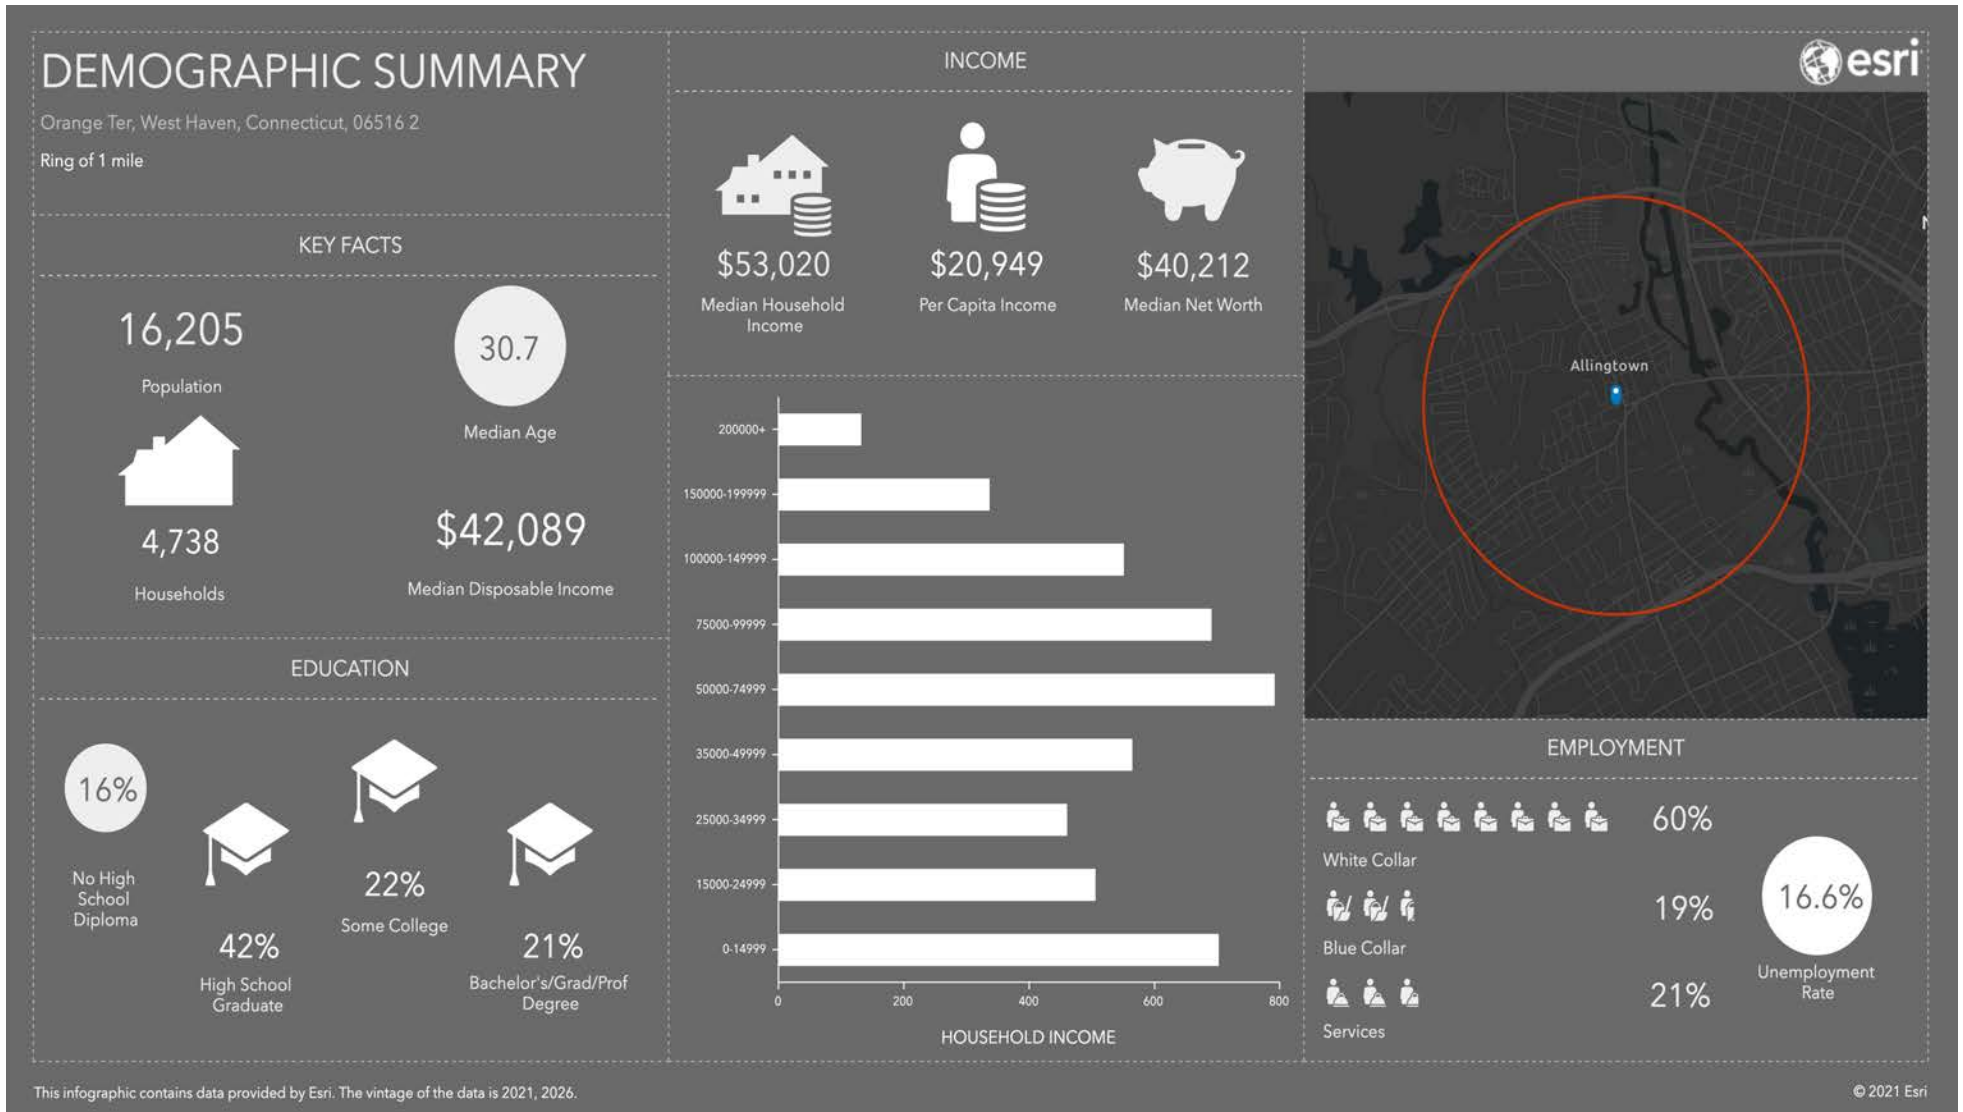 DEMOGRAPHIC SUMMARY
Orange Ter, West Haven, Connecticut, 06516 2
Ring of 1 mile
KEY FACTS
16,205
Population
30.7
Median Age
4,738
Households
$42,089
Median Disposable Income
EDUCATION
16%
No High
School
Diploma
42%
High School
Graduate
22%
Some College
21%
Bachelor's/Grad/Prof
Degree
INCOME
$53,020
Median Household
Income
$20,949
Per Capita Income
$40,212
Median Net Worth
200000+
150000-199999
100000-149999
75000-99999
50000-74999
35000-49999
25000-34999
15000-24999
0-14999
0 200 400 600 800
HOUSEHOLD INCOME
esri
Allingtown
EMPLOYMENT
60%
White Collar
19%
Blue Collar
21%
Services
16.6%
Unemployment
Rate
This infographic contains data provided by Esri. The vintage of the data is 2021, 2026.
© 2021 Esri